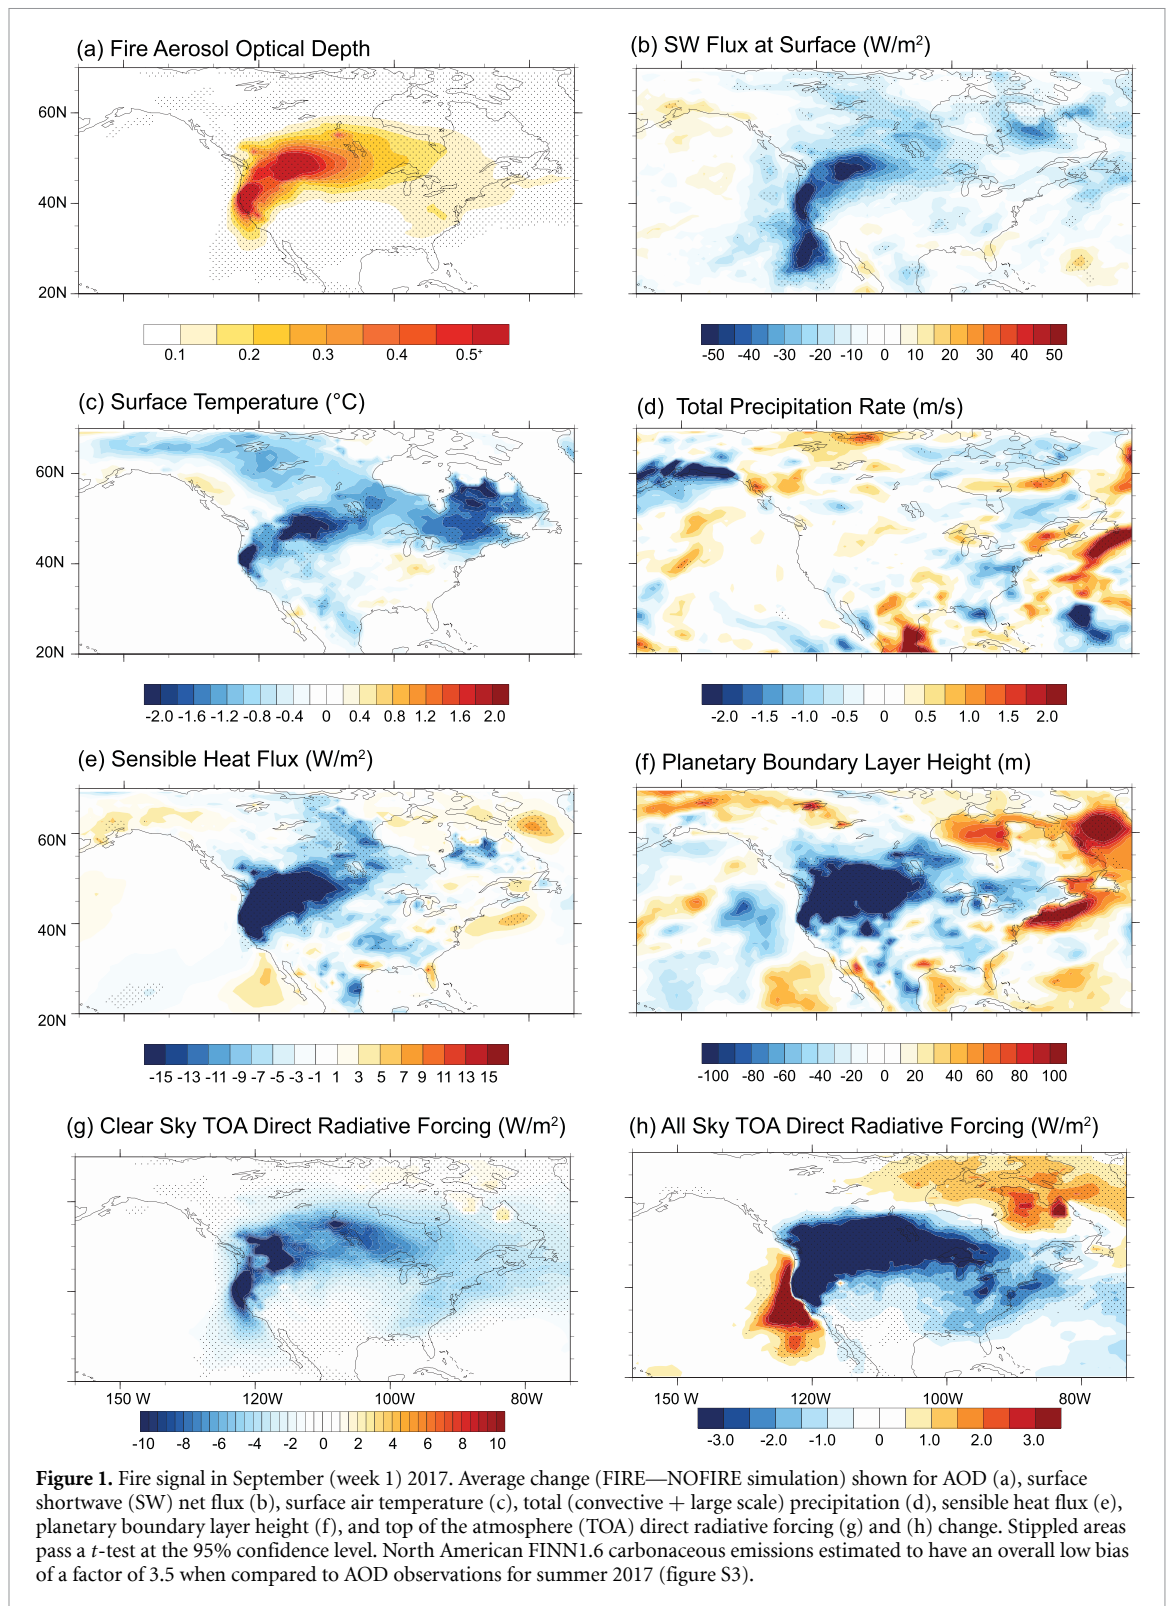 (a) Fire Aerosol Optical Depth
60N
40N
20N
0.1 0.2 0.3 0.4 0.5+
(b) SW Flux at Surface (W/m²)
-50 -40 -30 -20 -10 0 10 20 30 40 50
(c) Surface Temperature (°C)
60N
40N
20N
-2.0 -1.6 -1.2 -0.8 -0.4 0 0.4 0.8 1.2 1.6 2.0
(d) Total Precipitation Rate (m/s)
-2.0 -1.5 -1.0 -0.5 0 0.5 1.0 1.5 2.0
(e) Sensible Heat Flux (W/m²)
60N
40N
20N
-15 -13 -11 -9 -7 -5 -3 -1 1 3 5 7 9 11 13 15
(f) Planetary Boundary Layer Height (m)
-100 -80 -60 -40 -20 0 20 40 60 80 100
(g) Clear Sky TOA Direct Radiative Forcing (W/m²)
150 W 120W 100W 80W
-10 -8 -6 -4 -2 0 2 4 6 8 10
(h) All Sky TOA Direct Radiative Forcing (W/m²)
150 W 120W 100W 80W
-3.0 -2.0 -1.0 0 1.0 2.0 3.0
Figure 1. Fire signal in September (week 1) 2017. Average change (FIRE—NOFIRE simulation) shown for AOD (a), surface
shortwave (SW) net flux (b), surface air temperature (c), total (convective + large scale) precipitation (d), sensible heat flux (e),
planetary boundary layer height (f), and top of the atmosphere (TOA) direct radiative forcing (g) and (h) change. Stippled areas
pass a t-test at the 95% confidence level. North American FINN1.6 carbonaceous emissions estimated to have an overall low bias
of a factor of 3.5 when compared to AOD observations for summer 2017 (figure S3).